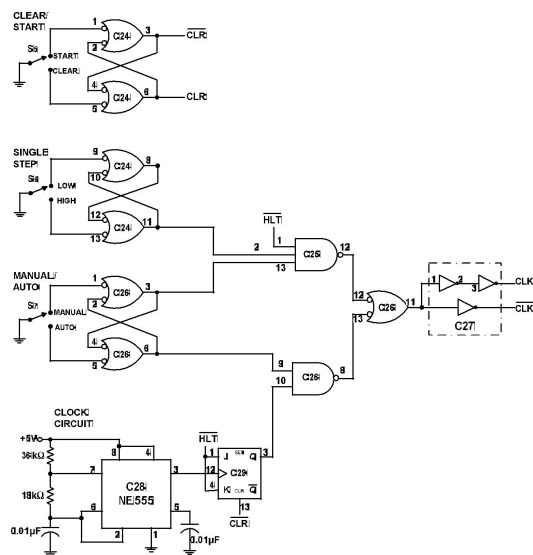 CLEAR/
START
1
2
C24
3
CLR
S5
START
CLEAR
4
5
C24
6
CLR
SINGLE
STEP
9
10
C24
8
LOW
HIGH
12
13
C24
11
HLT
1
2
13
12
MANUAL/
AUTO
1
2
C26
3
MANUAL
AUTO
4
5
C26
6
9
10
C26
8
12
13
C26
11
1
2
3
C27
CLK
CLK
CLOCK
CIRCUIT
+5V
36kΩ
18kΩ
0.01µF
8
4
7
6
2
1
C28
NE555
3
5
0.01µF
HLT
1
12
4
J
Q
3
C29
K
CLR
Q
13
CLR